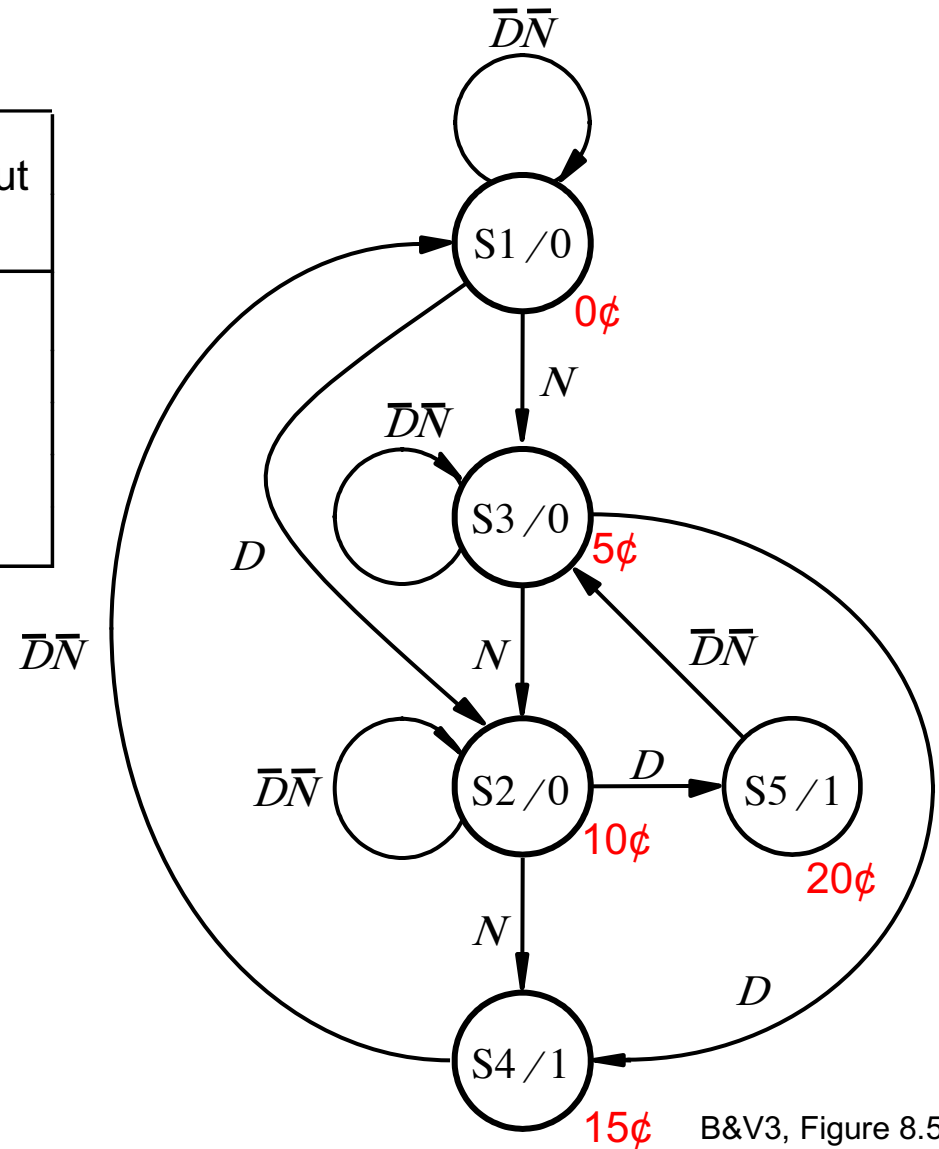 D̅N̅
ut
S1 /0
0¢
N
D̅N̅
S3 /0
5¢
D
D̅N̅
N
D̅N̅
D̅N̅
S2 /0
D
S5 /1
10¢
20¢
N
D
S4 /1
15¢
B&V3, Figure 8.5